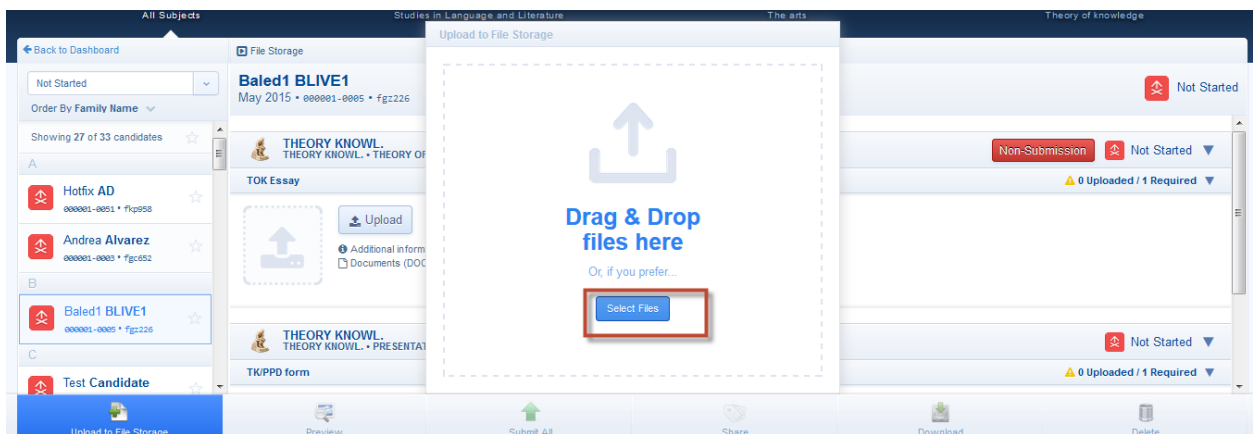 All Subjects
Studies in Language and Literature
The arts
Theory of knowledge
Upload to File Storage
Back to Dashboard
File Storage
Not Started
Order By Family Name
Showing 27 of 33 candidates
A
Hotfix AD
000001-0051 • fkp958
Andrea Alvarez
000001-0003 • fgc652
B
Baled1 BLIVE1
000001-0005 • fgz226
C
Test Candidate
Baled1 BLIVE1
May 2015 • 000001-0005 • fgz226
Not Started
THEORY KNOWL.
THEORY KNOWL. • THEORY OF
Non-Submission
Not Started
TOK Essay
0 Uploaded / 1 Required
Upload
Additional inform
Documents (DOC
THEORY KNOWL.
THEORY KNOWL. • PRESENTAT
Not Started
TK/PPD form
0 Uploaded / 1 Required
Drag & Drop
files here
Or, if you prefer...
Select Files
Upload to File Storage
Preview
Submit All
Share
Download
Delete